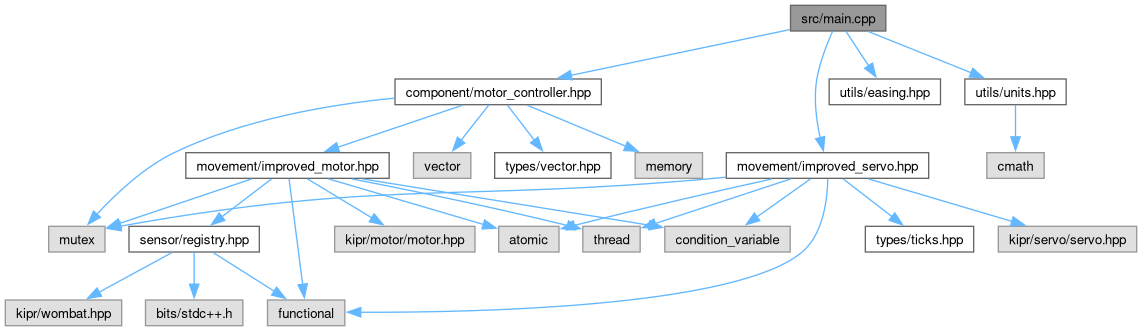 src/main.cpp
component/motor_controller.hpp
utils/easing.hpp
utils/units.hpp
movement/improved_motor.hpp
vector
types/vector.hpp
memory
movement/improved_servo.hpp
cmath
mutex
sensor/registry.hpp
kipr/motor/motor.hpp
atomic
thread
condition_variable
types/ticks.hpp
kipr/servo/servo.hpp
kipr/wombat.hpp
bits/stdc++.h
functional